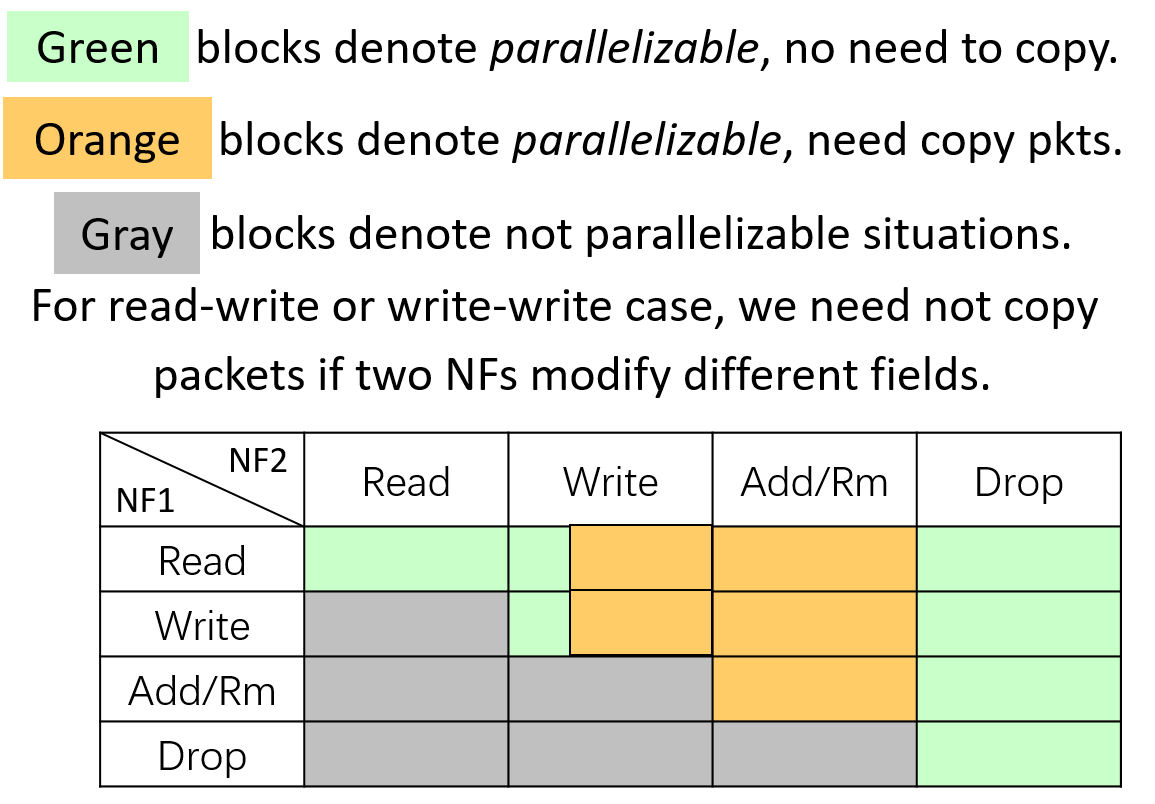 Green blocks denote parallelizable, no need to copy.
Orange blocks denote parallelizable, need copy pkts.
Gray blocks denote not parallelizable situations.
For read-write or write-write case, we need not copy
packets if two NFs modify different fields.
NF2
NF1
Read Write Add/Rm Drop
Read
Write
Add/Rm
Drop